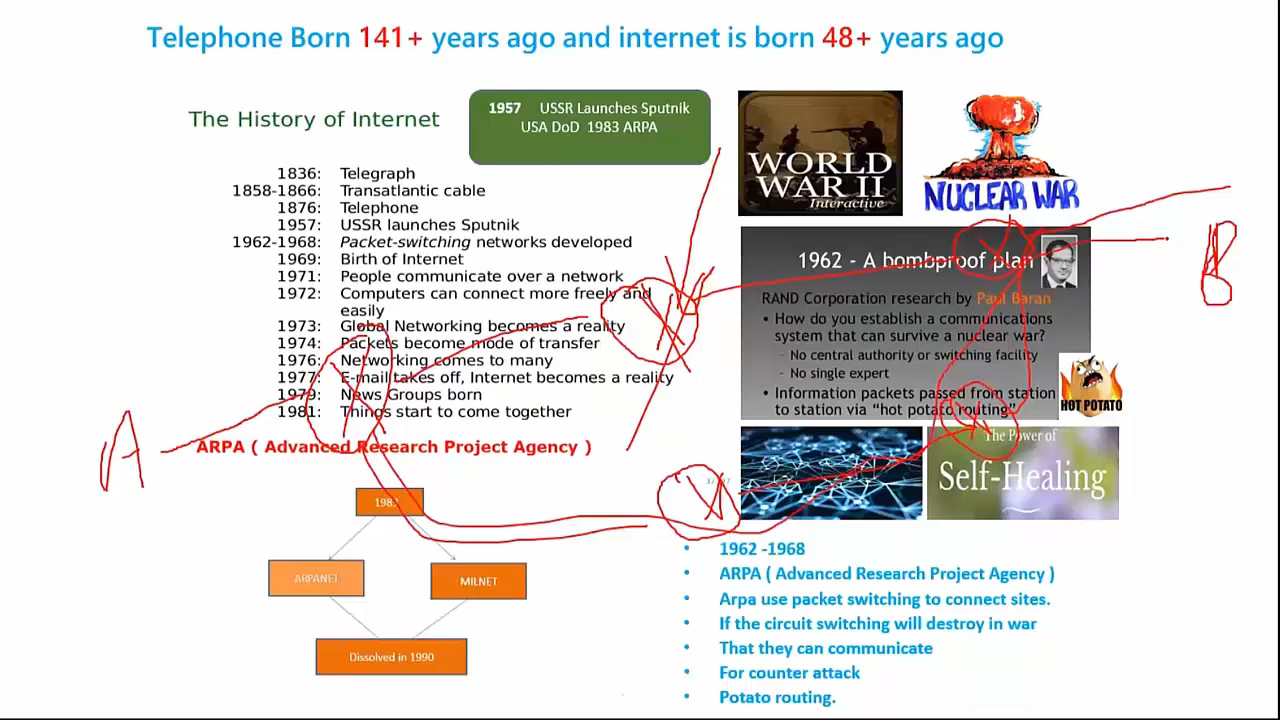 Telephone Born 141+ years ago and internet is born 48+ years ago
The History of Internet
1957 USSR Launches Sputnik
USA DoD 1983 ARPA
1836: Telegraph
1858-1866: Transatlantic cable
1876: Telephone
1957: USSR launches Sputnik
1962-1968: Packet-switching networks developed
1969: Birth of Internet
1971: People communicate over a network
1972: Computers can connect more freely and
easily
1973: Global Networking becomes a reality
1974: Packets become mode of transfer
1976: Networking comes to many
1977: E-mail takes off, Internet becomes a reality
1979: News Groups born
1981: Things start to come together
ARPA ( Advanced Research Project Agency )
A
1983
ARPANET
MILNET
Dissolved in 1990
WORLD
WAR II
Interactive
NUCLEAR WAR
B
1962 - A bombproof plan
RAND Corporation research by Paul Baran
• How do you establish a communications
system that can survive a nuclear war?
– No central authority or switching facility
– No single expert
• Information packets passed from station
to station via “hot potato routing”
HOT POTATO
The Power of
Self-Healing
• 1962 -1968
• ARPA ( Advanced Research Project Agency )
• Arpa use packet switching to connect sites.
• If the circuit switching will destroy in war
• That they can communicate
• For counter attack
• Potato routing.